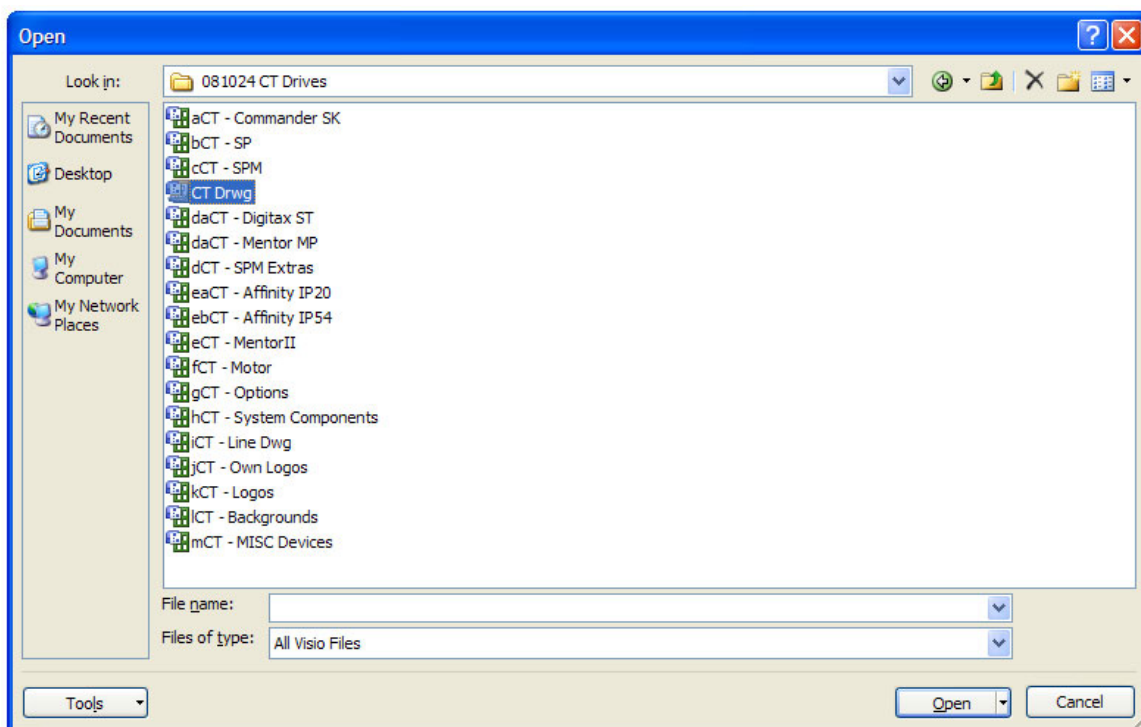 Open
Look in:
081024 CT Drives
My Recent
Documents
Desktop
My
Documents
My
Computer
My Network
Places
aCT - Commander SK
bCT - SP
cCT - SPM
CT Drwg
daCT - Digitax ST
daCT - Mentor MP
dCT - SPM Extras
eaCT - Affinity IP20
ebCT - Affinity IP54
eCT - MentorII
fCT - Motor
gCT - Options
hCT - System Components
iCT - Line Dwg
jCT - Own Logos
kCT - Logos
lCT - Backgrounds
mCT - MISC Devices
File name:
Files of type:
All Visio Files
Tools
Open
Cancel